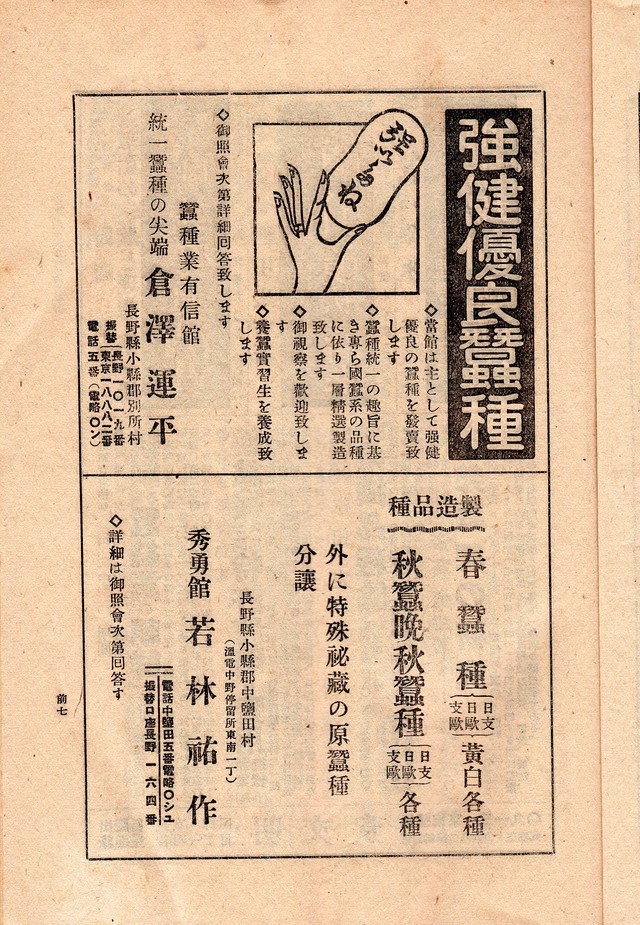 強健優良蠶種
強いまゆ
◇當館は主として强健
優良の蠶種を發賣致
します
◇蠶種統一の趣旨に基
き專ら國蠶系の品種
に依り一層精選製造
致します
◇御視察を歡迎致しま
す
◇養蠶實習生を養成致
します
◇御照會次第詳細回答致します
蠶種業有信館
統一蠶種の尖端 倉澤運平
長野縣小縣郡別所村
振替(長野一〇一九番
東京一八八八二番
電話五番(電略〇ン)
製造品種
春蠶種(日支
日歐
支歐)黃白各種
秋蠶晩秋蠶種(日支
日歐
支歐)各種
外に特殊祕藏の原蠶種
分讓
長野縣小縣郡中鹽田村
(溫電中野停留所東南一丁)
秀勇館 若林祐作
電話中鹽田五番電略〇シユ
振替口座長野一六四番
◇詳細は御照會次第回答す
前七